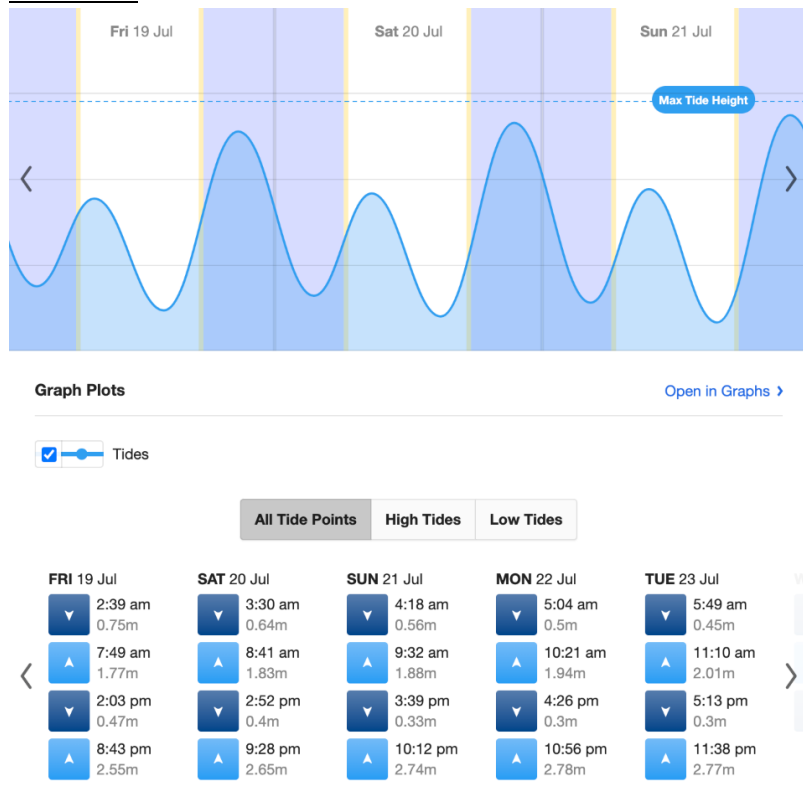 Fri 19 Jul Sat 20 Jul Sun 21 Jul
Max Tide Height
Graph Plots Open in Graphs
Tides
All Tide Points High Tides Low Tides
FRI 19 Jul SAT 20 Jul SUN 21 Jul MON 22 Jul TUE 23 Jul
2:39 am 3:30 am 4:18 am 5:04 am 5:49 am
0.75m 0.64m 0.56m 0.5m 0.45m
7:49 am 8:41 am 9:32 am 10:21 am 11:10 am
1.77m 1.83m 1.88m 1.94m 2.01m
2:03 pm 2:52 pm 3:39 pm 4:26 pm 5:13 pm
0.47m 0.4m 0.33m 0.3m 0.3m
8:43 pm 9:28 pm 10:12 pm 10:56 pm 11:38 pm
2.55m 2.65m 2.74m 2.78m 2.77m